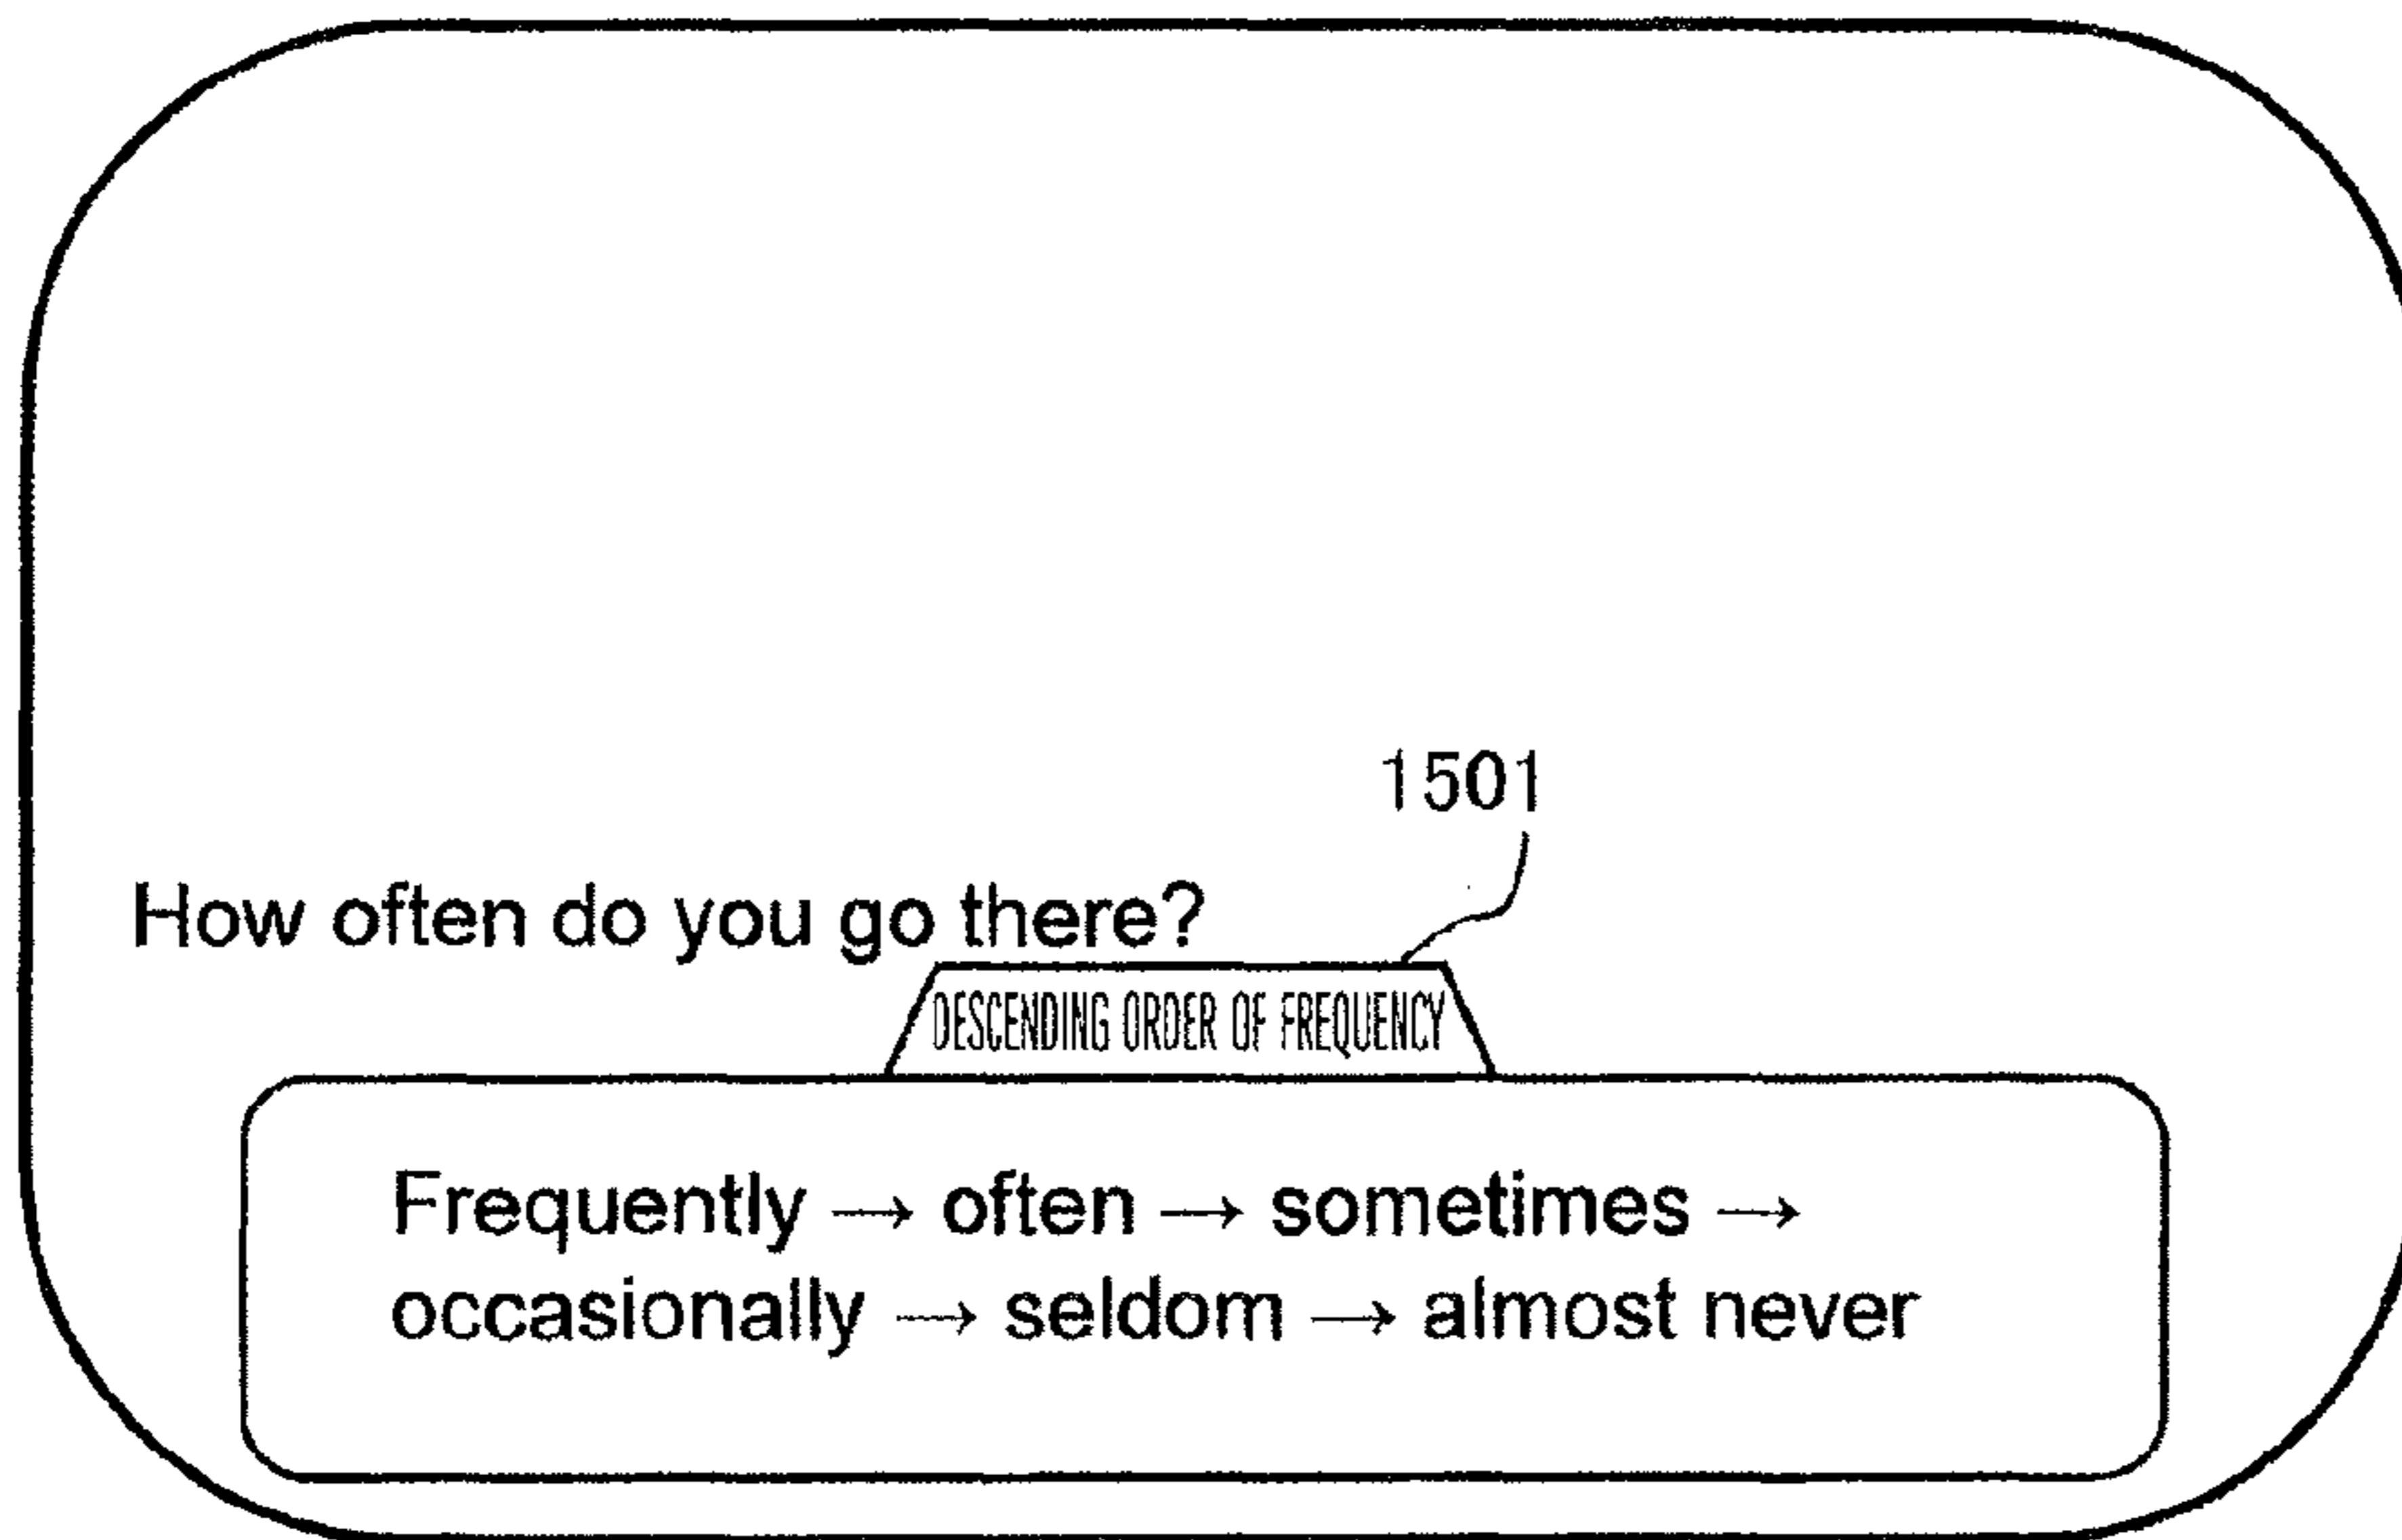 1501
How often do you go there?
DESCENDING ORDER OF FREQUENCY
Frequently → often → sometimes →
occasionally → seldom → almost never